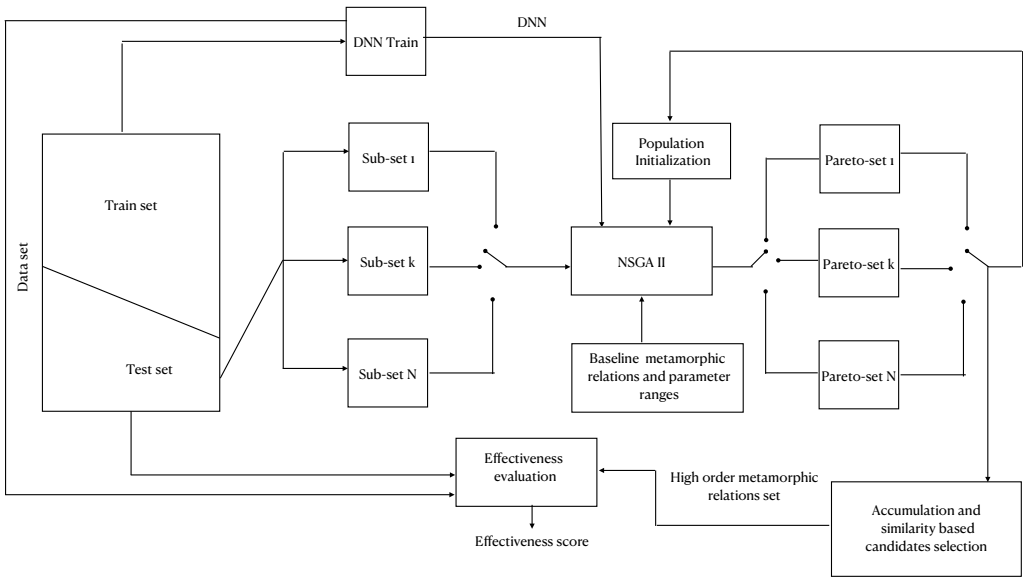 DNN
DNN Train
Population
Initialization
Sub-set 1
Pareto-set 1
Train set
Data set
Sub-set k
NSGA II
Pareto-set k
Test set
Sub-set N
Baseline metamorphic
relations and parameter
ranges
Pareto-set N
Effectiveness
evaluation
High order metamorphic
relations set
Accumulation and
similarity based
candidates selection
Effectiveness score